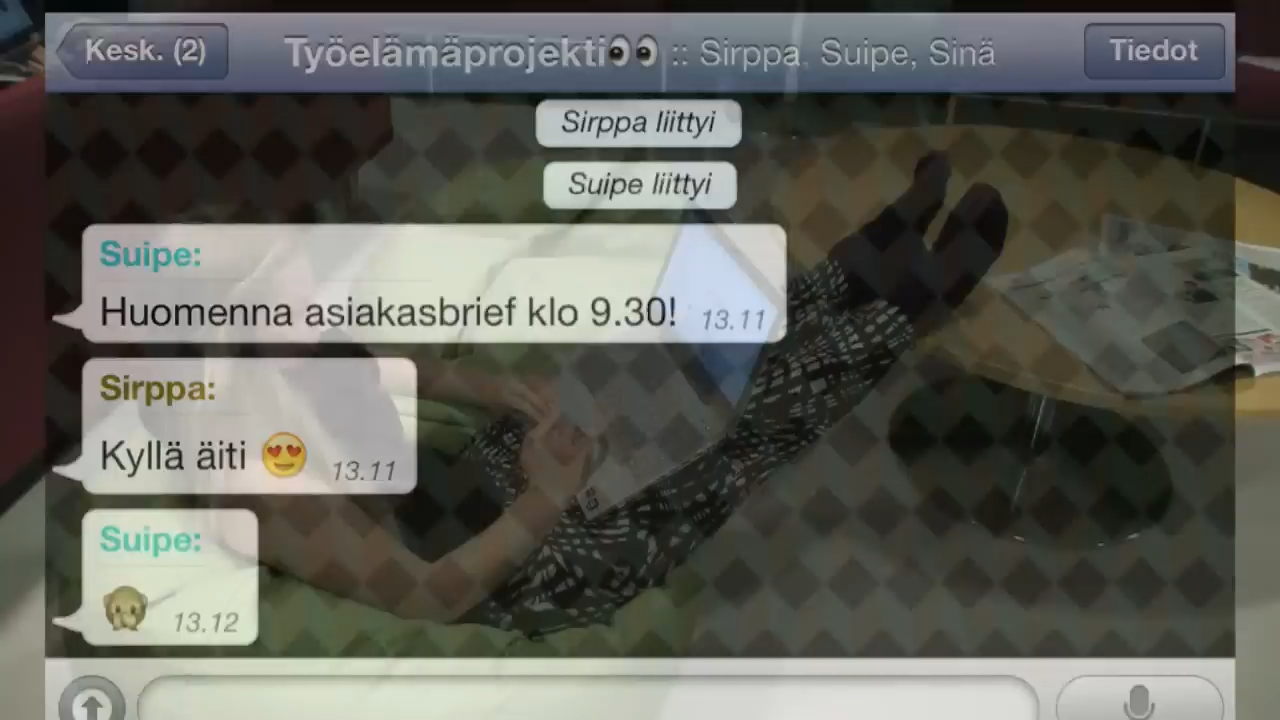 Kesk. (2)
Työelämäprojekti👀 :: Sirppa, Suipe, Sinä
Tiedot
Sirppa liittyi
Suipe liittyi
Suipe:
Huomenna asiakasbrief klo 9.30! 13.11
Sirppa:
Kyllä äiti 😍 13.11
Suipe:
🙊 13.12